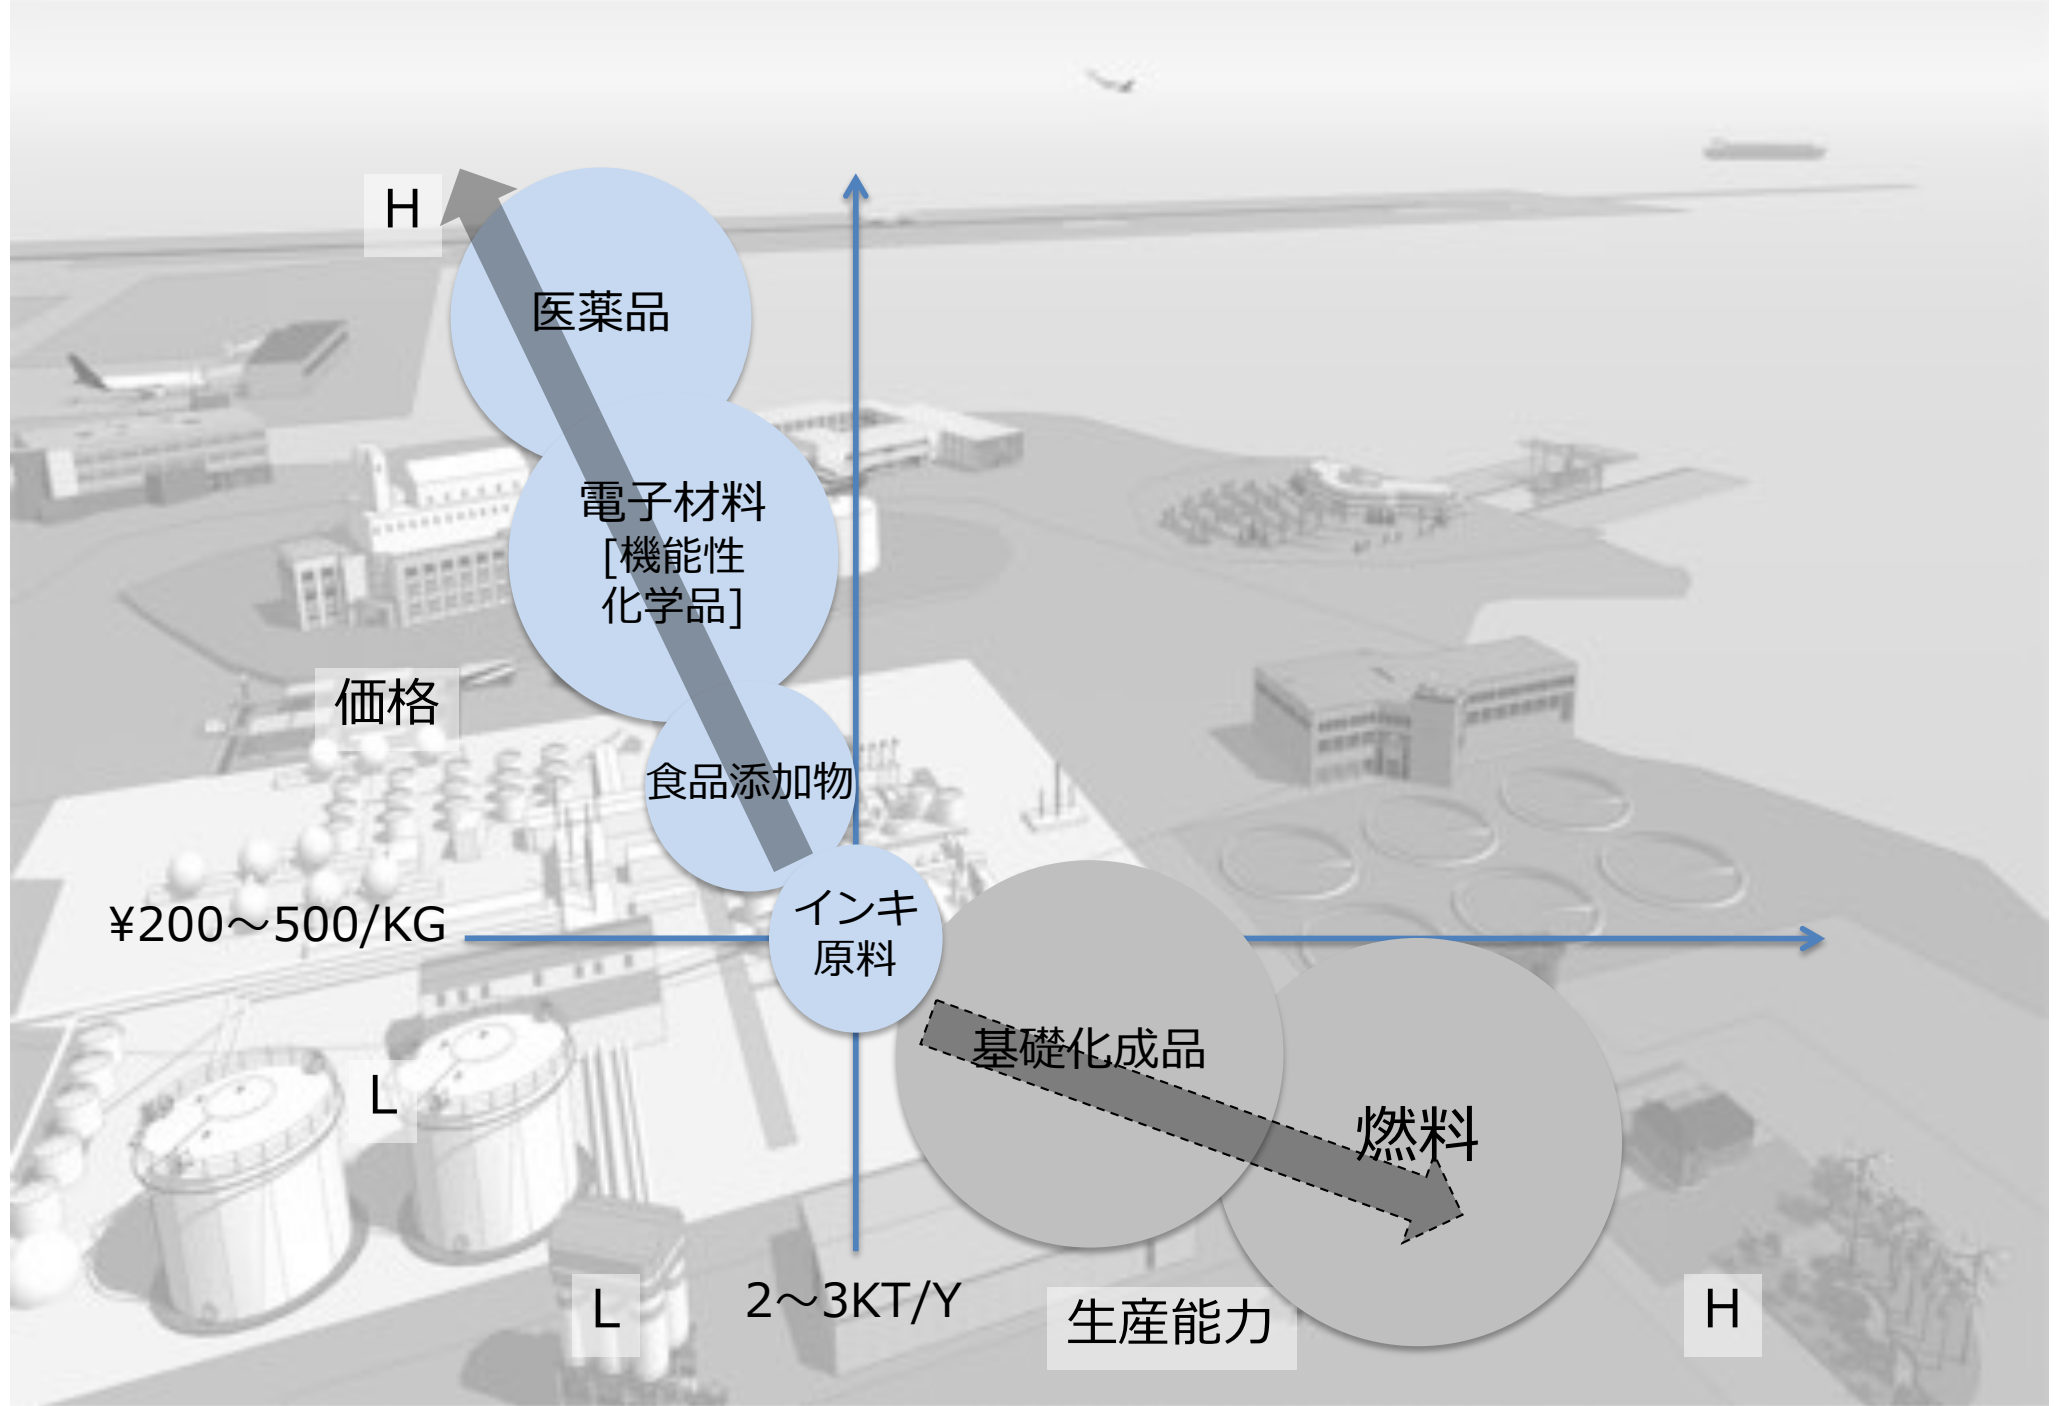 H
医薬品
電子材料
[機能性
化学品]
価格
食品添加物
インキ
原料
¥200～500/KG
基礎化成品
L
燃料
L
2～3KT/Y
生産能力
H